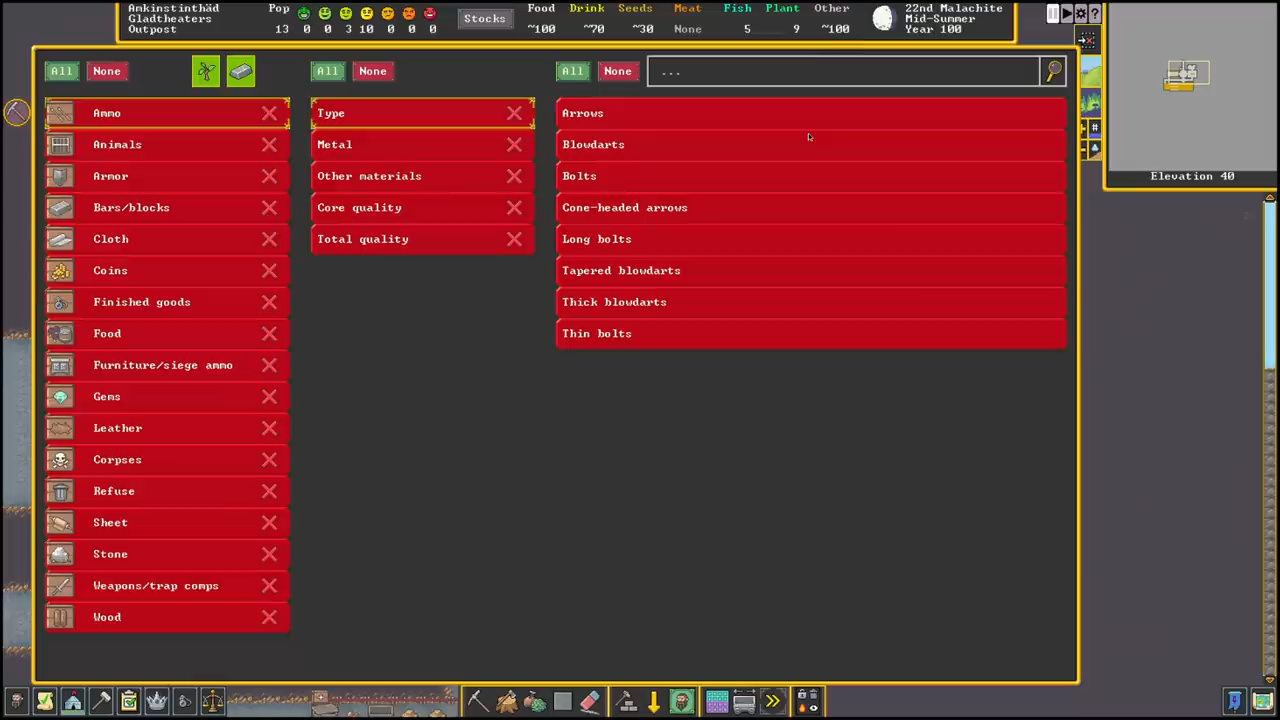 Amkinstinthád
Gladtheaters
Outpost
Pop
13 0 0 3 10 0 0 0
Stocks
Food Drink Seeds Meat Fish Plant Other
~100 ~70 ~30 None 5 9 ~100
22nd Malachite
Mid-Summer
Year 100
?
#
Elevation 40
All None
All None
All None ...
Ammo
Animals
Armor
Bars/blocks
Cloth
Coins
Finished goods
Food
Furniture/siege ammo
Gems
Leather
Corpses
Refuse
Sheet
Stone
Weapons/trap comps
Wood
Type
Metal
Other materials
Core quality
Total quality
Arrows
Blowdarts
Bolts
Cone-headed arrows
Long bolts
Tapered blowdarts
Thick blowdarts
Thin bolts